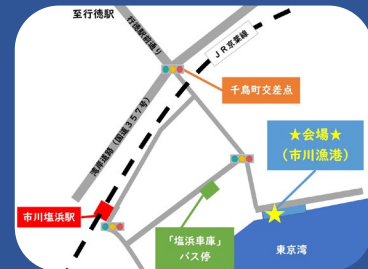 至行徳駅
行徳駅前通り
JR京葉線
千鳥町交差点
湾岸道路（国道357号）
★会場★
（市川漁港）
市川塩浜駅
「塩浜車庫」
バス停
東京湾